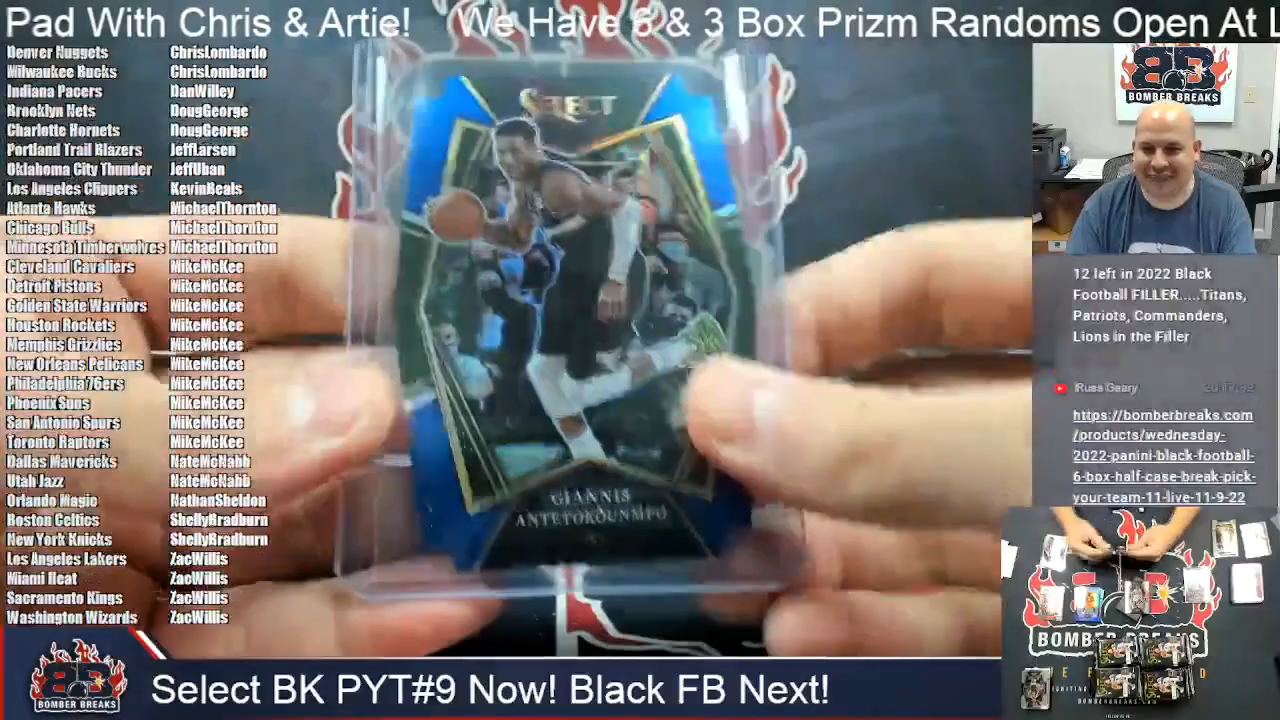 Pad With Chris & Artie! We Have 6 & 3 Box Prizm Randoms Open At L
Denver Nuggets ChrisLombardo
Milwaukee Bucks ChrisLombardo
Indiana Pacers DanWilley
Brooklyn Nets DougGeorge
Charlotte Hornets DougGeorge
Portland Trail Blazers JeffLarsen
Oklahoma City Thunder JeffUban
Los Angeles Clippers KevinBeals
Atlanta Hawks MichaelThornton
Chicago Bulls MichaelThornton
Minnesota Timberwolves MichaelThornton
Cleveland Cavaliers MikeMcKee
Detroit Pistons MikeMcKee
Golden State Warriors MikeMcKee
Houston Rockets MikeMcKee
Memphis Grizzlies MikeMcKee
New Orleans Pelicans MikeMcKee
Philadelphia 76ers MikeMcKee
Phoenix Suns MikeMcKee
San Antonio Spurs MikeMcKee
Toronto Raptors MikeMcKee
Dallas Mavericks NateMcNabb
Utah Jazz NateMcNabb
Orlando Magic NathanSheldon
Boston Celtics ShellyBradburn
New York Knicks ShellyBradburn
Los Angeles Lakers ZacWillis
Miami Heat ZacWillis
Sacramento Kings ZacWillis
Washington Wizards ZacWillis
SELECT
GIANNIS
ANTETOKOUNMPO
BOMBER BREAKS
12 left in 2022 Black
Football FILLER.....Titans,
Patriots, Commanders,
Lions in the Filler
Russ Geary
https://bomberbreaks.com
/products/wednesday-
2022-panini-black-football-
6-box-half-case-break-pick-
your-team-11-live-11-9-22
BOMBER BREAKS
BOMBER BREAKS
Select BK PYT#9 Now! Black FB Next!